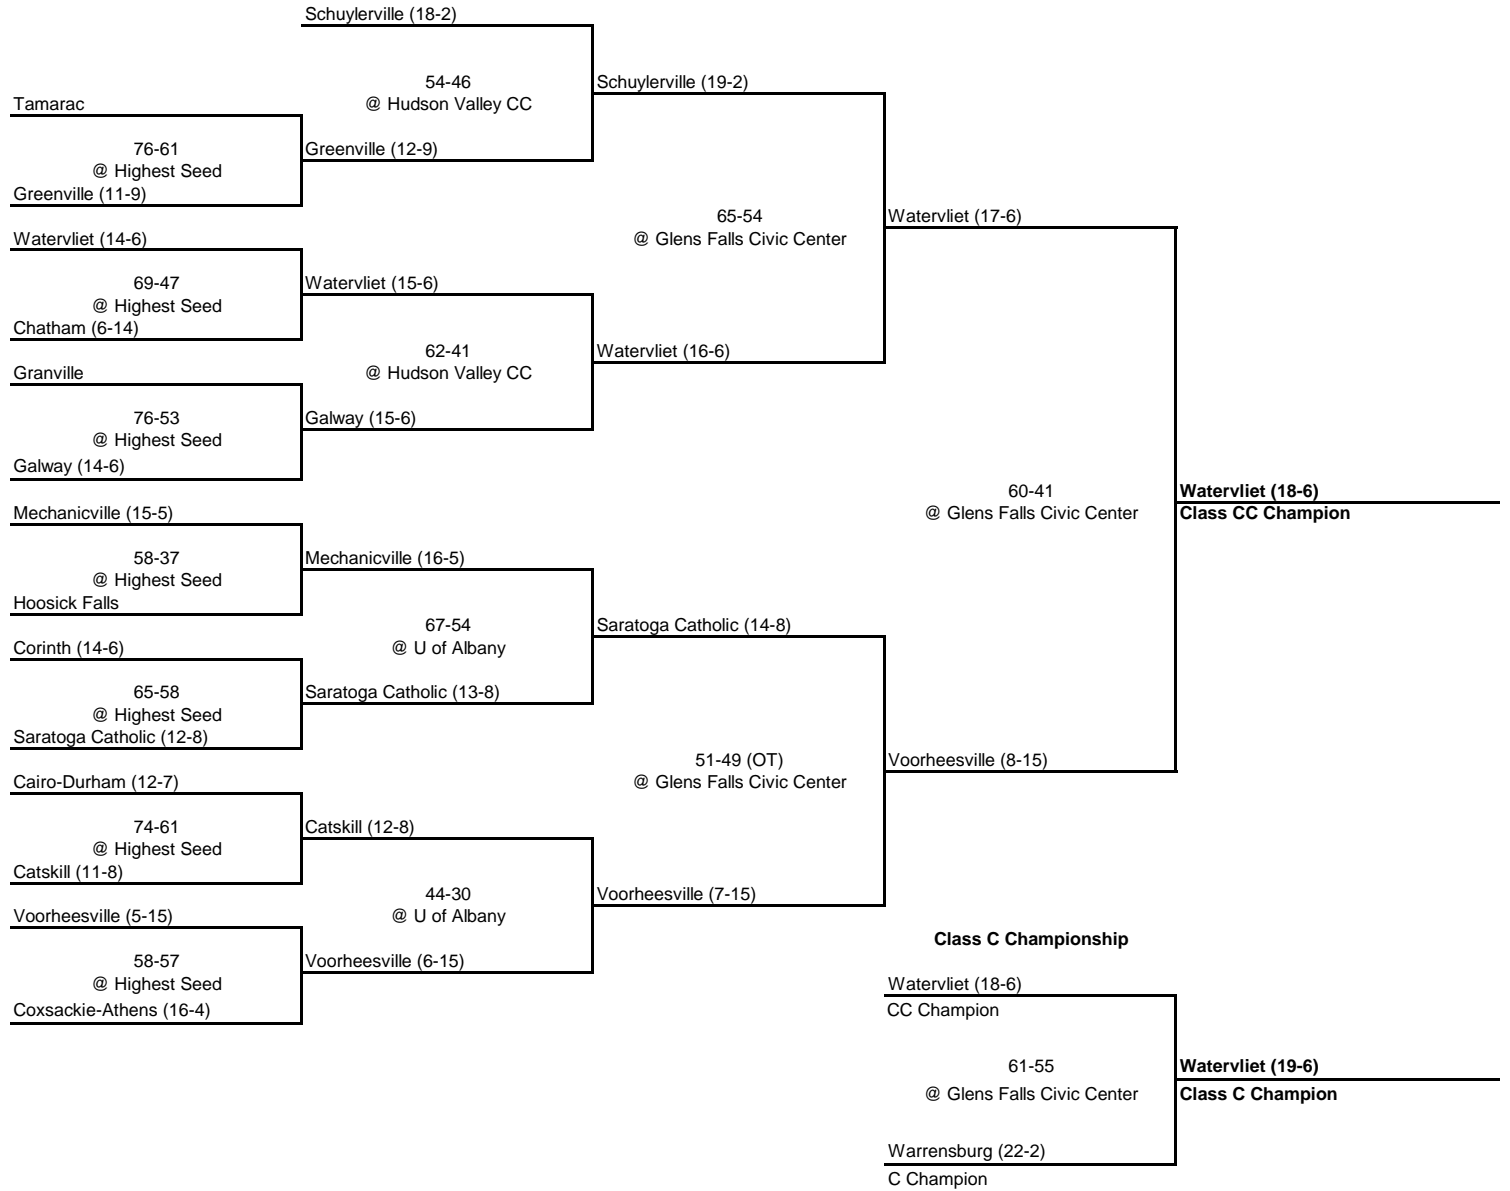 Schuylerville (18-2)
54-46
@ Hudson Valley CC
Schuylerville (19-2)
Tamarac
76-61
@ Highest Seed
Greenville (12-9)
Greenville (11-9)
65-54
@ Glens Falls Civic Center
Watervliet (17-6)
Watervliet (14-6)
69-47
@ Highest Seed
Watervliet (15-6)
Chatham (6-14)
62-41
@ Hudson Valley CC
Watervliet (16-6)
Granville
76-53
@ Highest Seed
Galway (15-6)
Galway (14-6)
60-41
@ Glens Falls Civic Center
Watervliet (18-6)
Class CC Champion
Mechanicville (15-5)
58-37
@ Highest Seed
Mechanicville (16-5)
Hoosick Falls
67-54
@ U of Albany
Saratoga Catholic (14-8)
Corinth (14-6)
65-58
@ Highest Seed
Saratoga Catholic (13-8)
Saratoga Catholic (12-8)
51-49 (OT)
@ Glens Falls Civic Center
Voorheesville (8-15)
Cairo-Durham (12-7)
74-61
@ Highest Seed
Catskill (12-8)
Catskill (11-8)
44-30
@ U of Albany
Voorheesville (7-15)
Voorheesville (5-15)
58-57
@ Highest Seed
Voorheesville (6-15)
Coxsackie-Athens (16-4)
Class C Championship
Watervliet (18-6)
CC Champion
61-55
@ Glens Falls Civic Center
Watervliet (19-6)
Class C Champion
Warrensburg (22-2)
C Champion